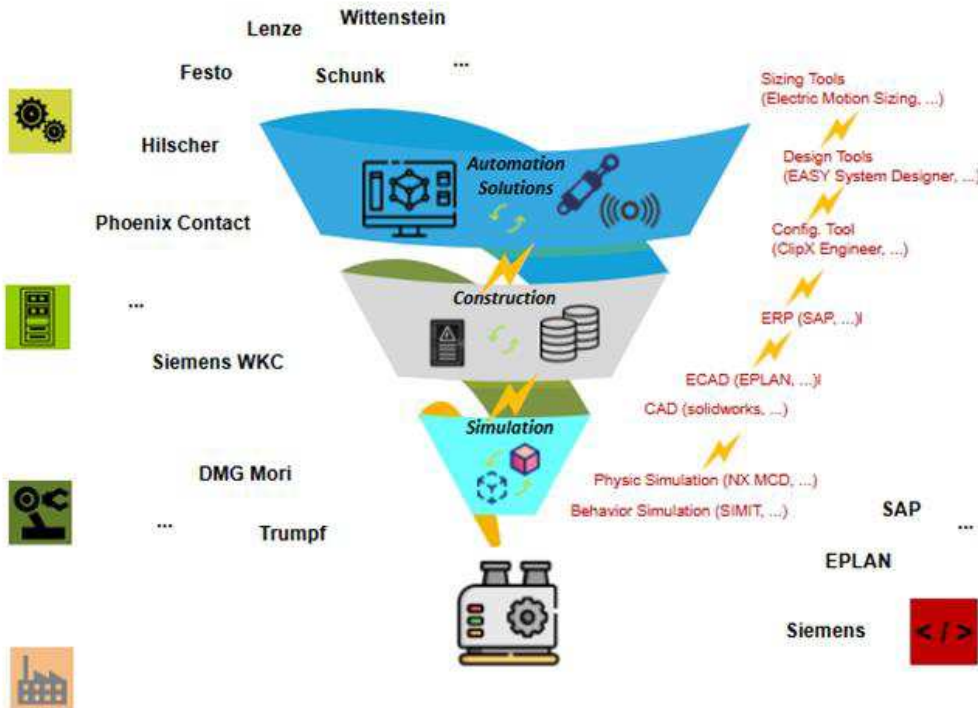 Wittenstein
Lenze
...
Festo
Schunk
Sizing Tools
(Electric Motion Sizing, ...)
Hilscher
Automation
Solutions
Design Tools
(EASY System Designer, ...)
Phoenix Contact
Config. Tool
(ClipX Engineer, ...)
...
Construction
ERP (SAP, ...)l
Siemens WKC
ECAD (EPLAN, ...)l
CAD (solidworks, ...)
Simulation
DMG Mori
Physic Simulation (NX MCD, ...)
Behavior Simulation (SIMIT, ...)
SAP
...
...
Trumpf
EPLAN
Siemens
< / >